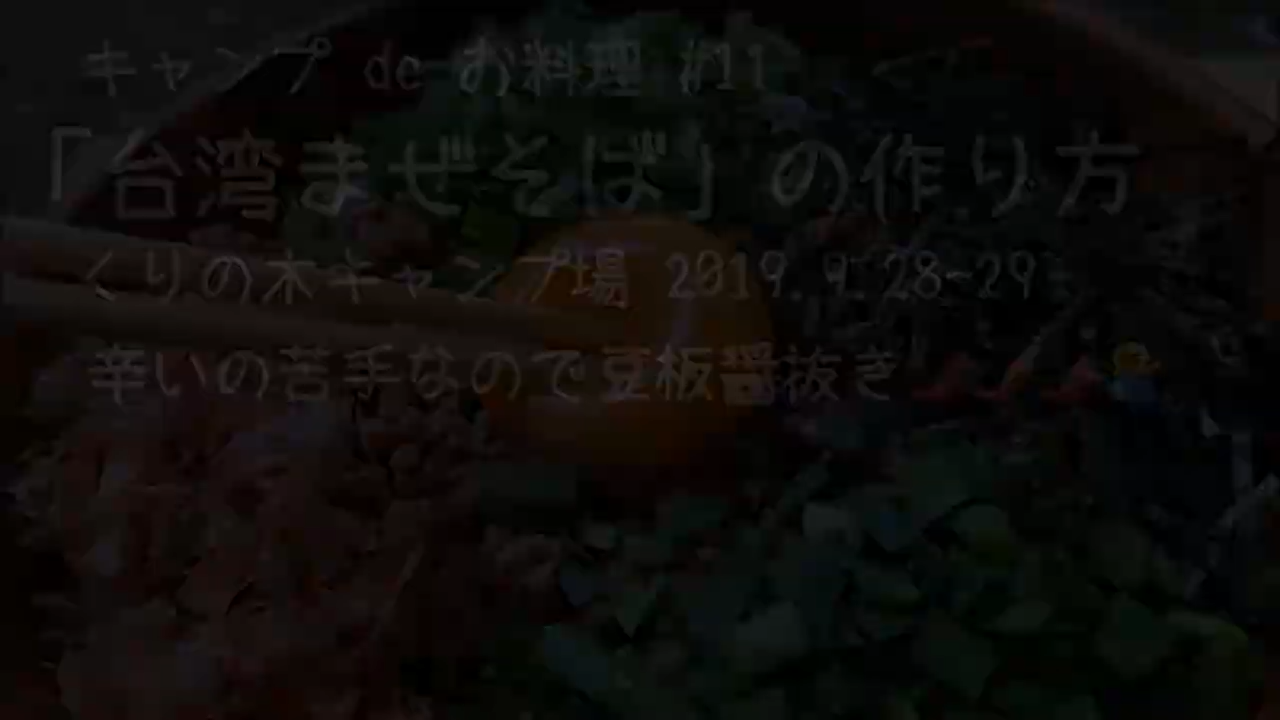 キャンプ de お料理 #11
「台湾まぜそば」の作り方
くりの木キャンプ場 2019.9.28~29
辛いの苦手なので豆板醤抜き